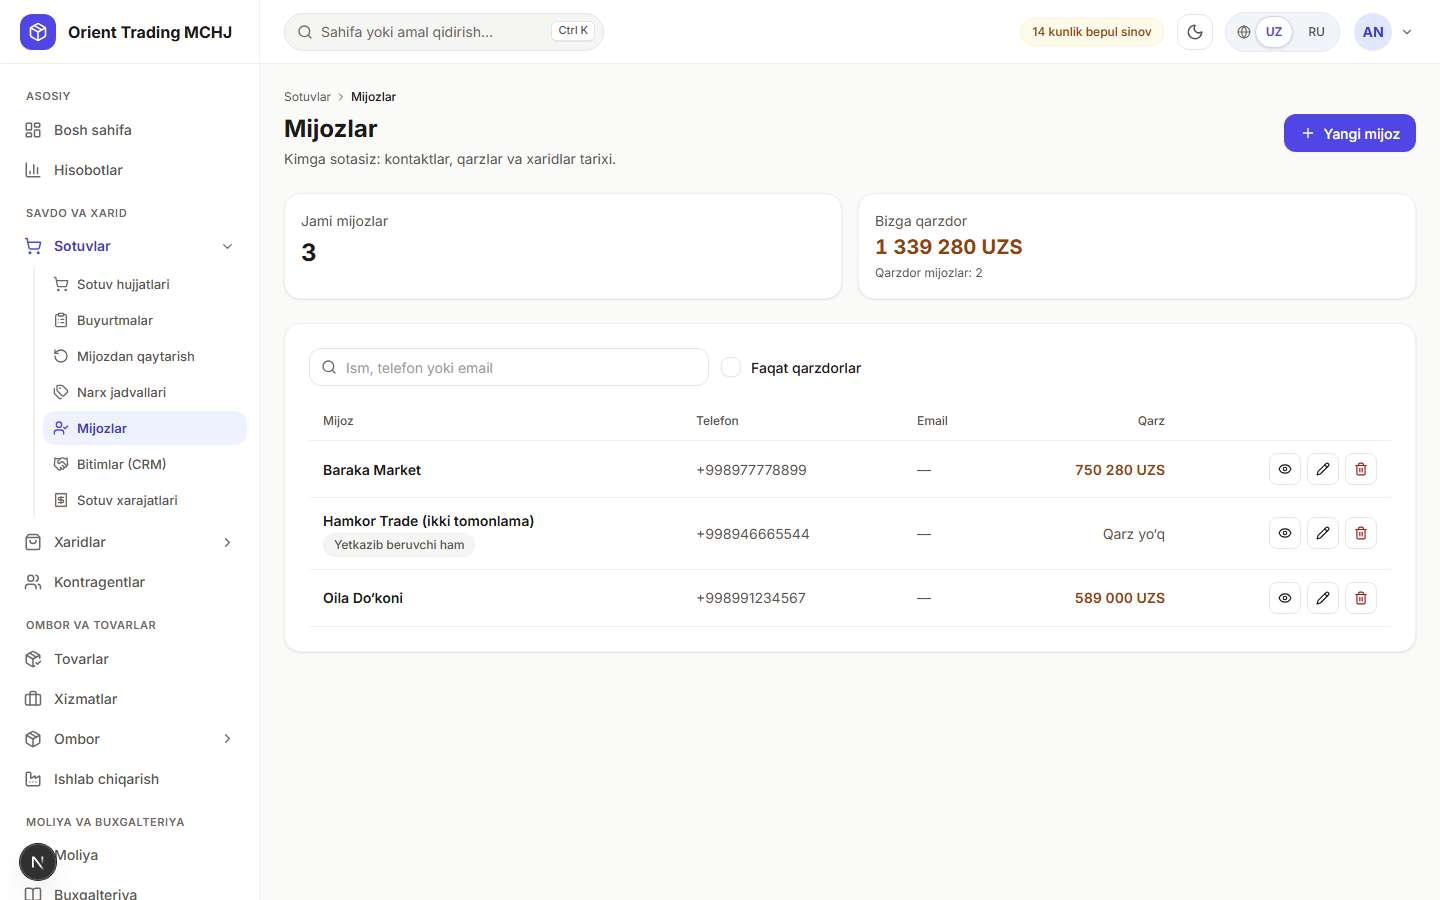 Orient Trading MCHJ
Sahifa yoki amal qidirish...
Ctrl K
14 kunlik bepul sinov
UZ
RU
AN
ASOSIY
Bosh sahifa
Hisobotlar
SAVDO VA XARID
Sotuvlar
Sotuv hujjatlari
Buyurtmalar
Mijozdan qaytarish
Narx jadvallari
Mijozlar
Bitimlar (CRM)
Sotuv xarajatlari
Xaridlar
Kontragentlar
OMBOR VA TOVARLAR
Tovarlar
Xizmatlar
Ombor
Ishlab chiqarish
MOLIYA VA BUXGALTERIYA
N
Moliya
Buxgalteriya
Sotuvlar > Mijozlar
Mijozlar
Kimga sotasiz: kontaktlar, qarzlar va xaridlar tarixi.
+ Yangi mijoz
Jami mijozlar
3
Bizga qarzdor
1 339 280 UZS
Qarzdor mijozlar: 2
Ism, telefon yoki email
Faqat qarzdorlar
Mijoz Telefon Email Qarz
Baraka Market +998977778899 — 750 280 UZS
Hamkor Trade (ikki tomonlama)
Yetkazib beruvchi ham
+998946665544 — Qarz yo‘q
Oila Do‘koni +998991234567 — 589 000 UZS